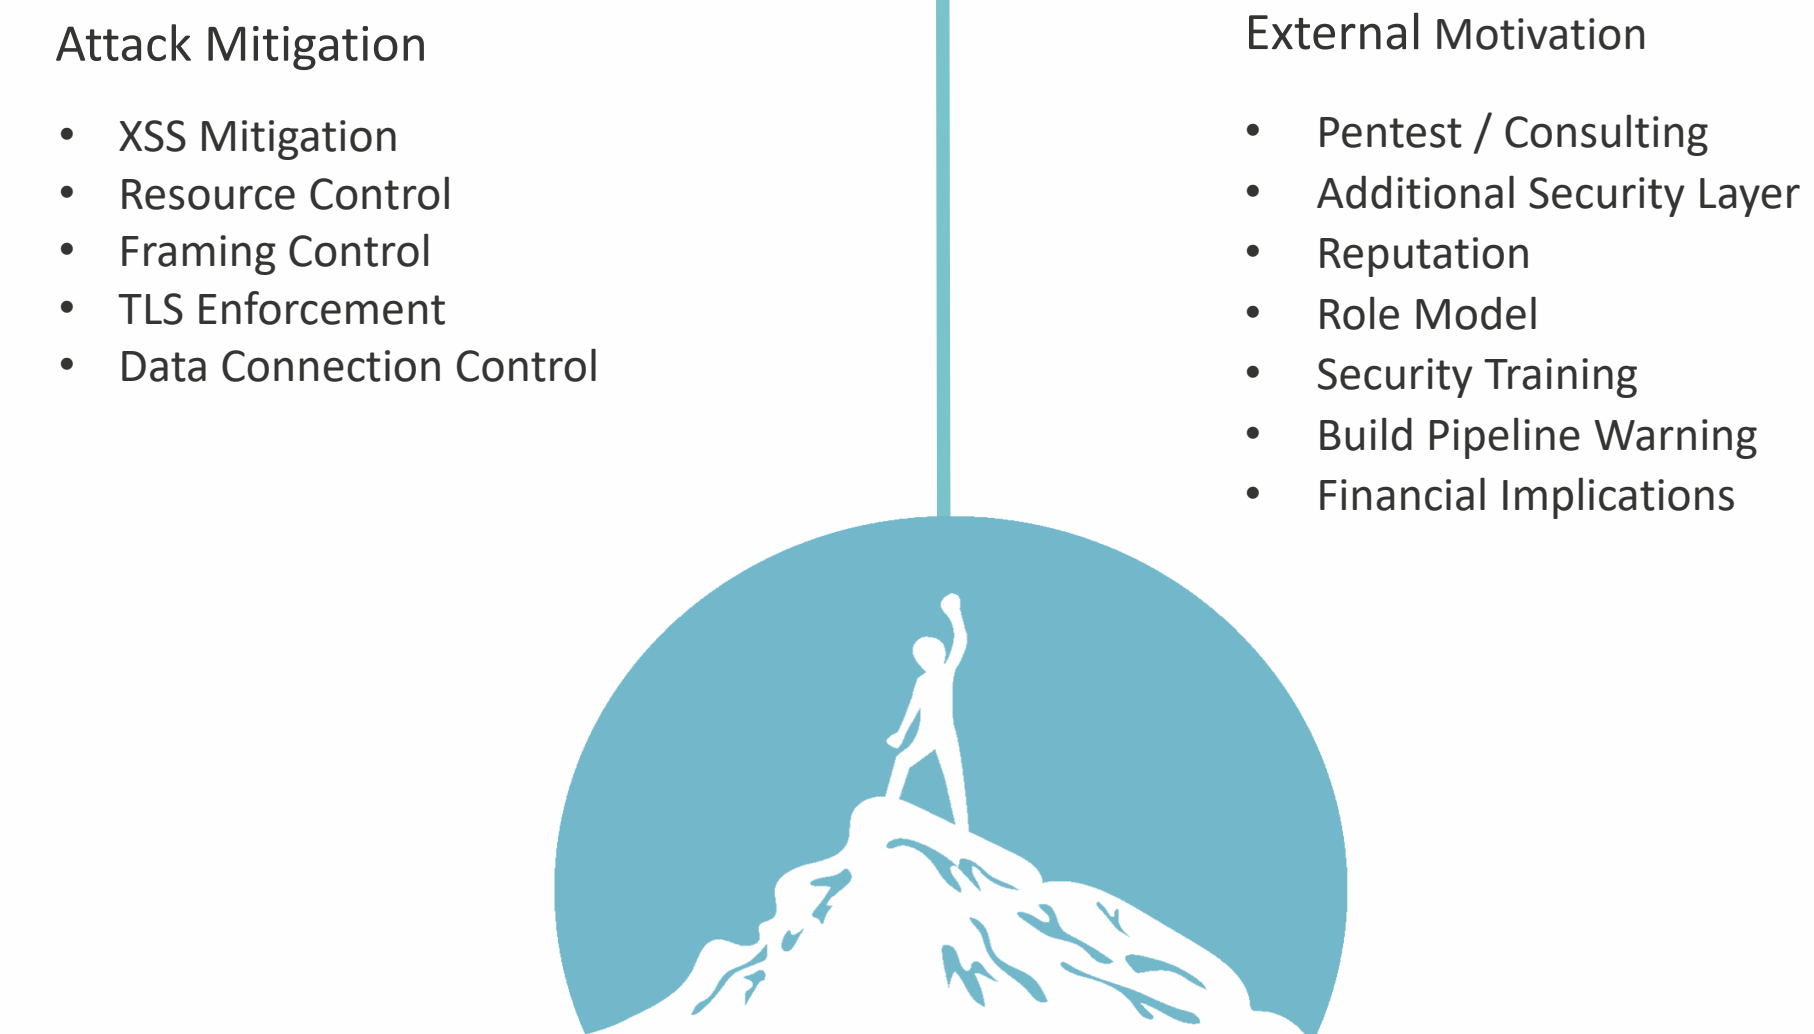 Attack Mitigation
• XSS Mitigation
• Resource Control
• Framing Control
• TLS Enforcement
• Data Connection Control
External Motivation
• Pentest / Consulting
• Additional Security Layer
• Reputation
• Role Model
• Security Training
• Build Pipeline Warning
• Financial Implications